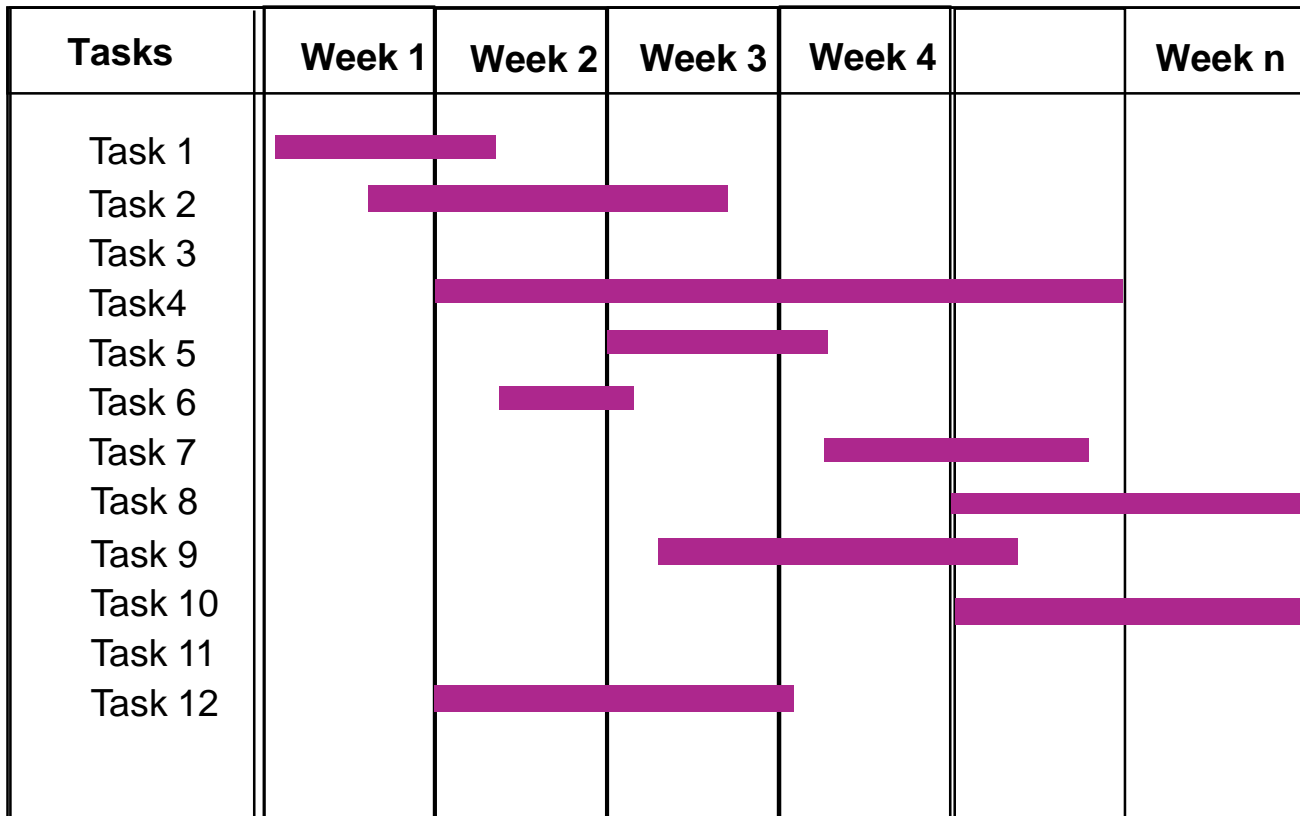 Tasks Week 1 Week 2 Week 3 Week 4 Week n
Task 1
Task 2
Task 3
Task4
Task 5
Task 6
Task 7
Task 8
Task 9
Task 10
Task 11
Task 12